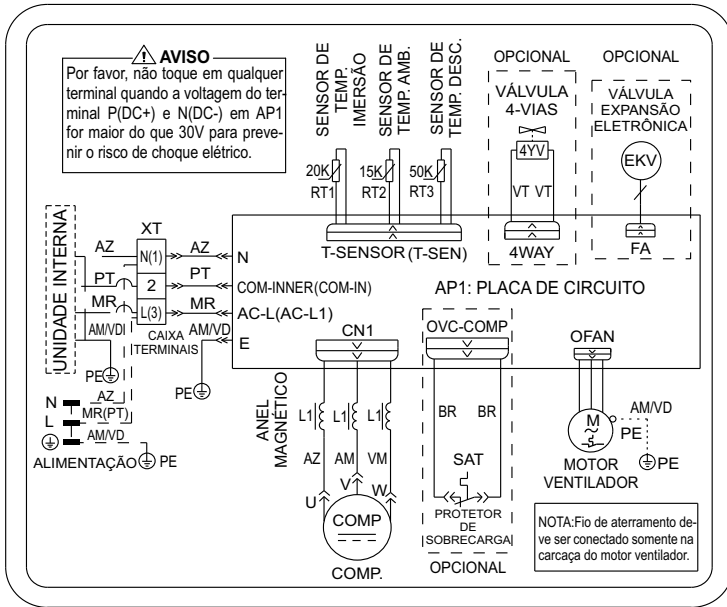 AVISO
Por favor, não toque em qualquer
terminal quando a voltagem do ter-
minal P(DC+) e N(DC-) em AP1
for maior do que 30V para preve-
nir o risco de choque elétrico.
SENSOR DE
TEMP.
IMERSÃO
SENSOR DE
TEMP. AMB.
SENSOR DE
TEMP. DESC.
20K
RT1
15K
RT2
50K
RT3
OPCIONAL
VÁLVULA
4-VIAS
4YV
VT VT
4WAY
OPCIONAL
VÁLVULA
EXPANSÃO
ELETRÔNICA
EKV
FA
T-SENSOR (T-SEN)
UNIDADE INTERNA
XT
AZ N(1) AZ N
PT 2 PT COM-INNER(COM-IN)
MR L(3) MR AC-L(AC-L1)
AM/VD
CAIXA
TERMINAIS
AM/VD E
PE
PE
AP1: PLACA DE CIRCUITO
N AZ
L MR(PT)
AM/VD
ALIMENTAÇÃO PE
CN1
ANEL
MAGNÉTICO
L1 L1 L1
AZ AM VM
U V W
COMP
COMP.
OVC-COMP
BR BR
SAT
PROTETOR
DE
SOBRECARGA
OPCIONAL
OFAN
M
AM/VD
PE
PE
MOTOR
VENTILADOR
NOTA:Fio de aterramento de-
ve ser conectado somente na
carcaça do motor ventilador.